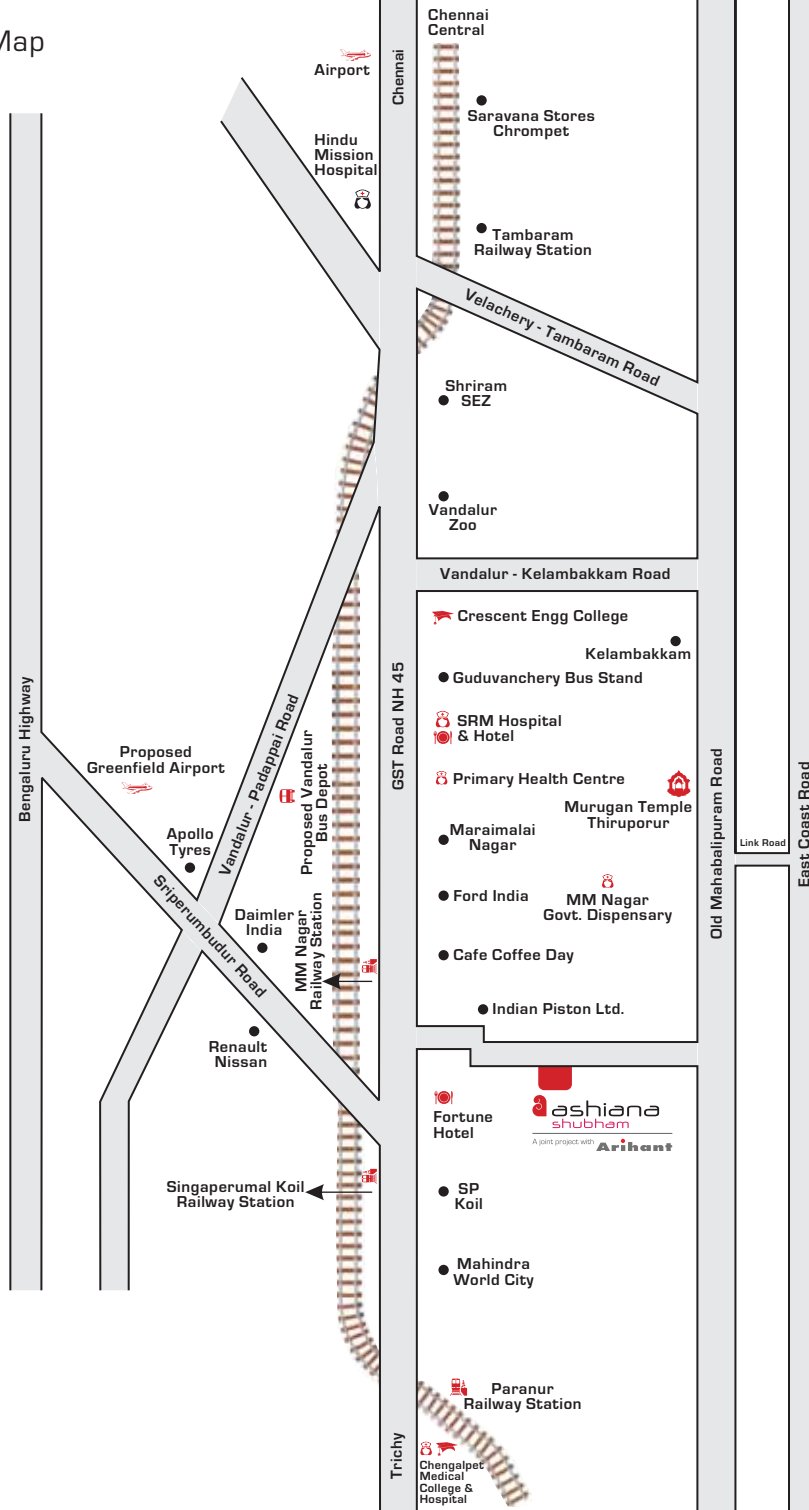 Map
Chennai
Central
Airport
Chennai
Saravana Stores
Chrompet
Hindu
Mission
Hospital
Tambaram
Railway Station
Velachery - Tambaram Road
Shriram
SEZ
Vandalur
Zoo
Vandalur - Kelambakkam Road
Crescent Engg College
Kelambakkam
Guduvanchery Bus Stand
GST Road NH 45
Bengaluru Highway
SRM Hospital
& Hotel
Vandalur - Padappai Road
Proposed Vandalur
Bus Depot
Proposed
Greenfield Airport
Primary Health Centre
Murugan Temple
Thiruporur
Old Mahabalipuram Road
East Coast Road
Link Road
Apollo
Tyres
Maraimalai
Nagar
Sriperumbudur Road
Daimler
India
MM Nagar
Railway Station
Ford India
MM Nagar
Govt. Dispensary
Cafe Coffee Day
Indian Piston Ltd.
Renault
Nissan
Fortune
Hotel
ashiana
shubham
A joint project with Arihant
Singaperumal Koil
Railway Station
SP
Koil
Mahindra
World City
Paranur
Railway Station
Trichy
Chengalpet
Medical
College &
Hospital